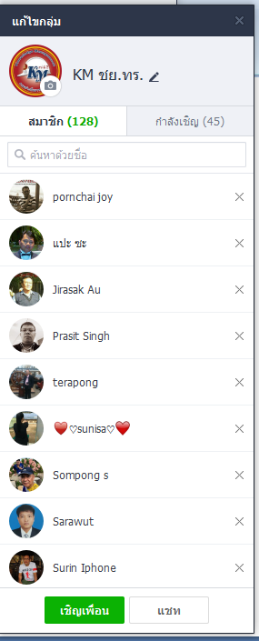 แก้ไขกลุ่ม
KM ชย.ทร.
สมาชิก (128) กำลังเชิญ (45)
ค้นหาด้วยชื่อ
pornchai joy
แปะ ซะ
Jirasak Au
Prasit Singh
terapong
❤♡sunisa♡❤
Sompong s
Sarawut
Surin Iphone
เชิญเพื่อน แชท